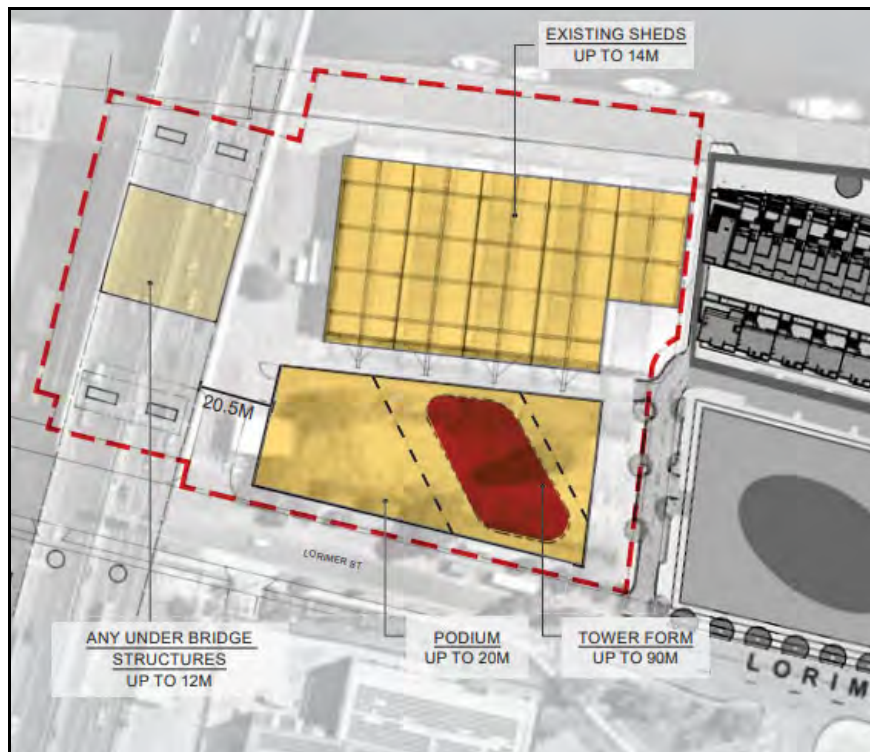 EXISTING SHEDS
UP TO 14M
20.5M
LORIMER ST
ANY UNDER BRIDGE
STRUCTURES
UP TO 12M
PODIUM
UP TO 20M
TOWER FORM
UP TO 90M
LORIM